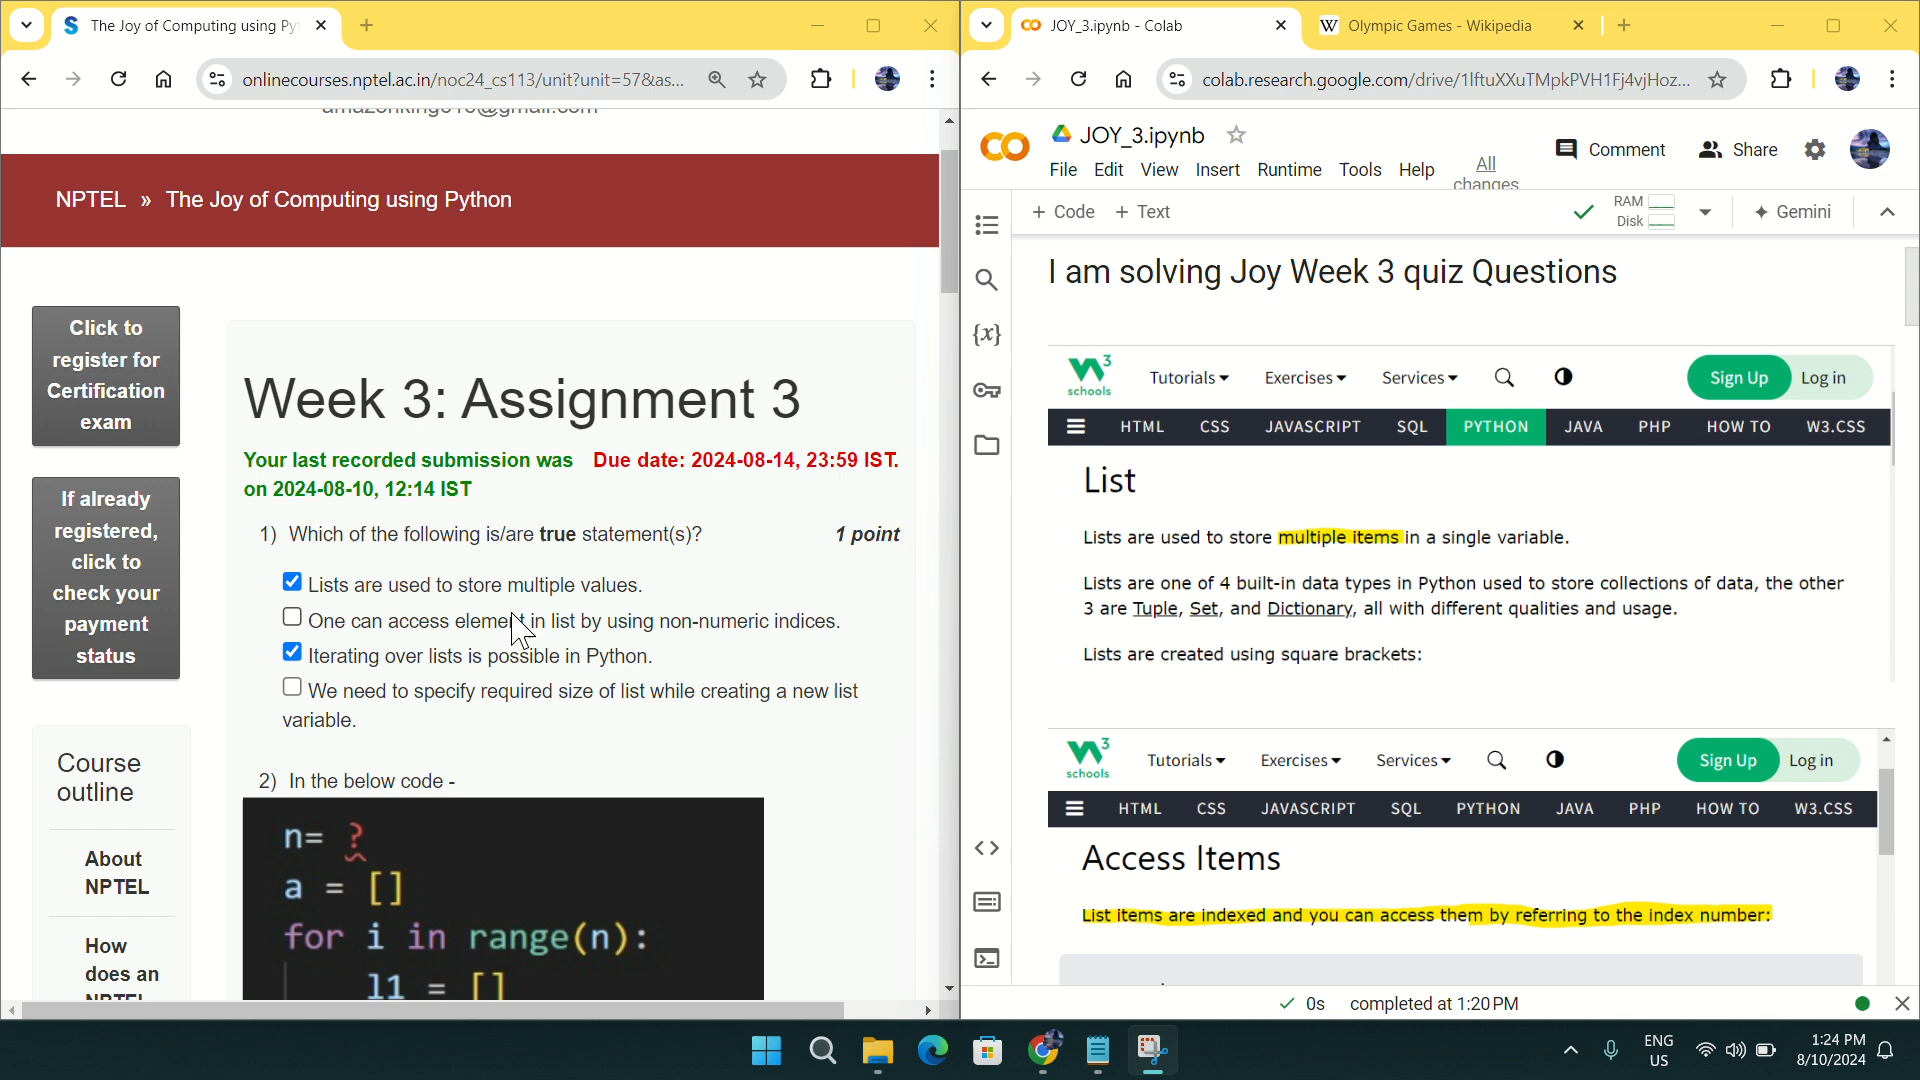 The Joy of Computing using Py
onlinecourses.nptel.ac.in/noc24_cs113/unit?unit=57&as...
NPTEL » The Joy of Computing using Python
Click to
register for
Certification
exam
If already
registered,
click to
check your
payment
status
Course
outline
About
NPTEL
How
does an
Week 3: Assignment 3
Your last recorded submission was
on 2024-08-10, 12:14 IST
Due date: 2024-08-14, 23:59 IST.
1) Which of the following is/are true statement(s)? 1 point
Lists are used to store multiple values.
One can access element in list by using non-numeric indices.
Iterating over lists is possible in Python.
We need to specify required size of list while creating a new list
variable.
2) In the below code -
n= ?
a = []
for i in range(n):
l1 = []
JOY_3.ipynb - Colab
Olympic Games - Wikipedia
colab.research.google.com/drive/1lftuXXuTMpkPVH1Fj4vjHoz...
JOY_3.ipynb
File Edit View Insert Runtime Tools Help
All
changes
Comment
Share
+ Code + Text
RAM
Disk
Gemini
I am solving Joy Week 3 quiz Questions
W3 schools
Tutorials Exercises Services
Sign Up Log in
HTML CSS JAVASCRIPT SQL PYTHON JAVA PHP HOW TO W3.CSS
List
Lists are used to store multiple items in a single variable.
Lists are one of 4 built-in data types in Python used to store collections of data, the other
3 are Tuple, Set, and Dictionary, all with different qualities and usage.
Lists are created using square brackets:
W3 schools
Tutorials Exercises Services
Sign Up Log in
HTML CSS JAVASCRIPT SQL PYTHON JAVA PHP HOW TO W3.CSS
Access Items
List items are indexed and you can access them by referring to the index number:
0s completed at 1:20 PM
ENG
US
1:24 PM
8/10/2024